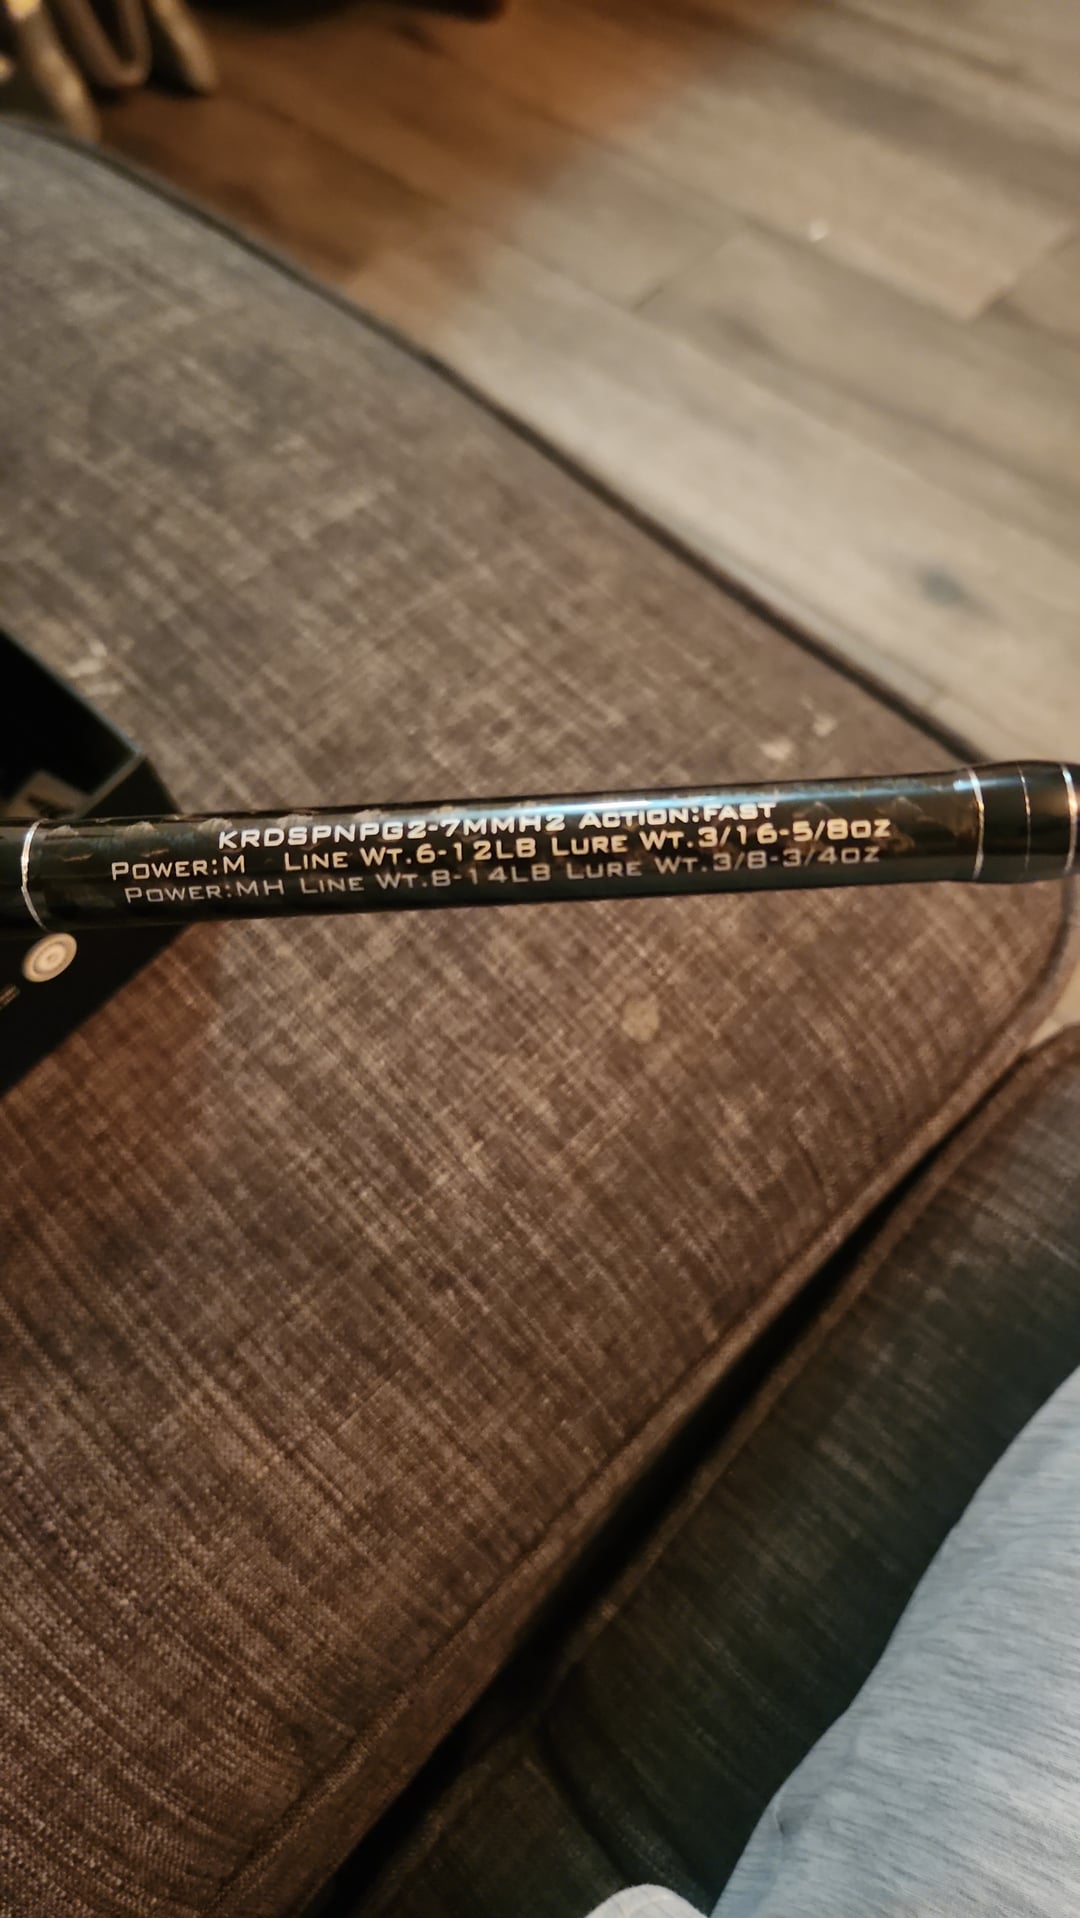 KRDSPNPG2-7MMH2 ACTION:FAST
POWER:M LINE WT.6-12LB LURE WT.3/16-5/8OZ
POWER:MH LINE WT.8-14LB LURE WT.3/8-3/4OZ